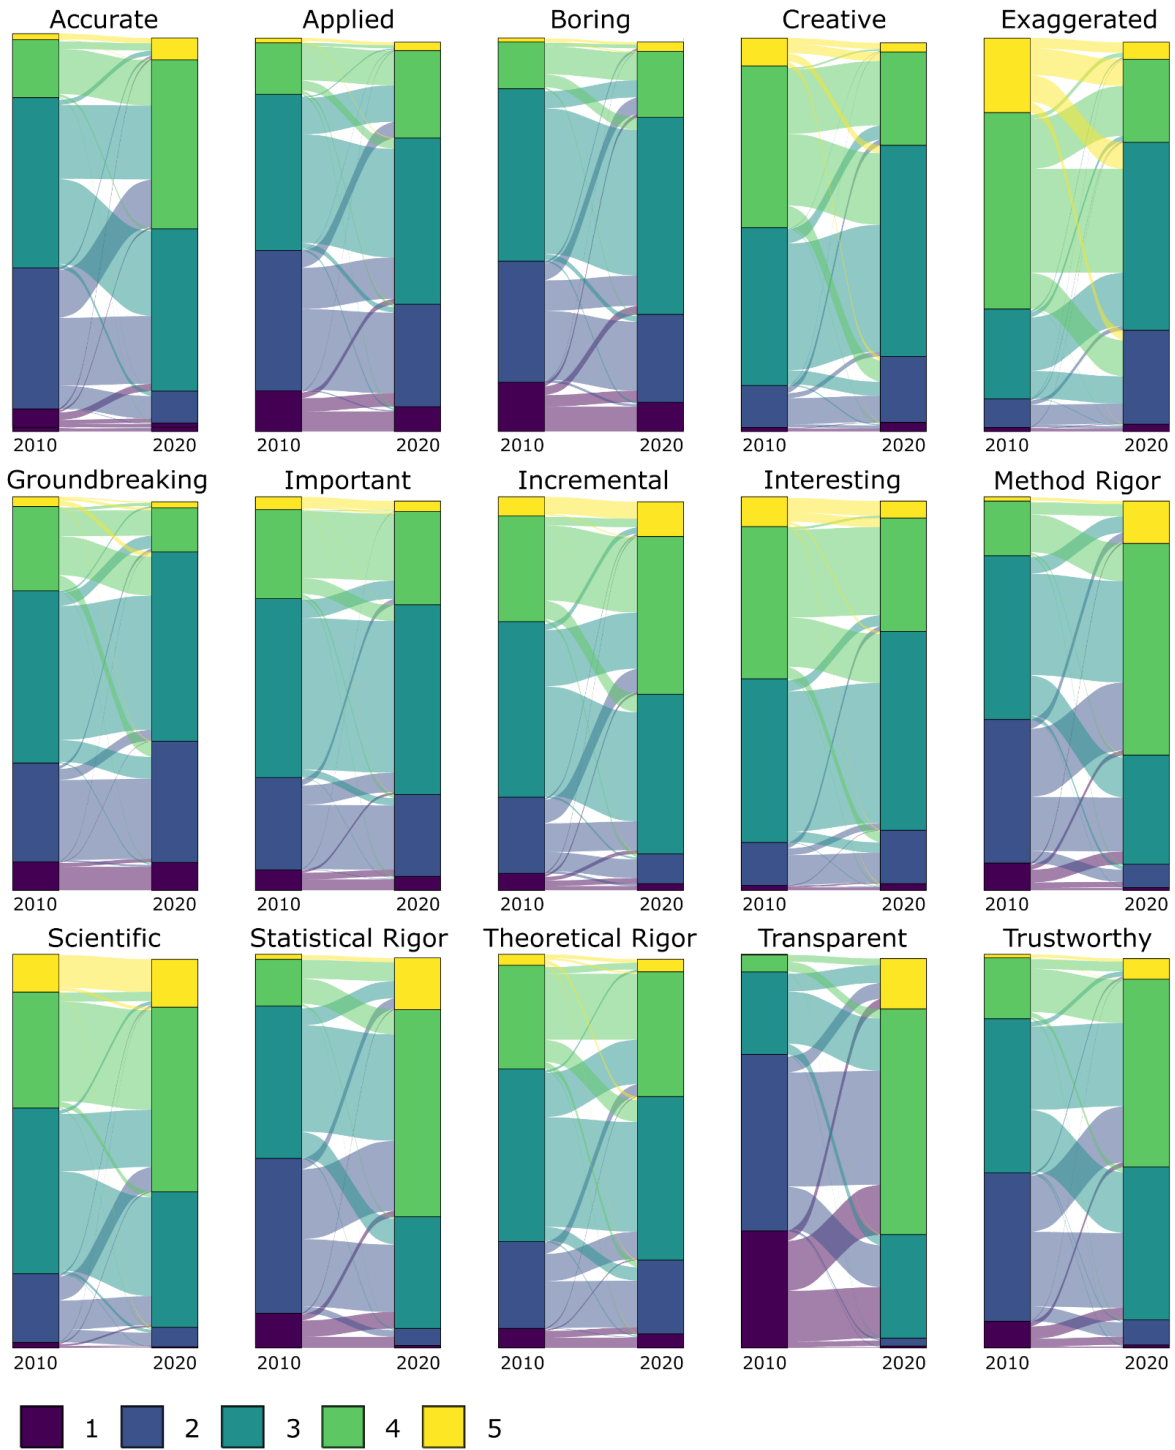 Accurate Applied Boring Creative Exaggerated
2010 2020 2010 2020 2010 2020 2010 2020 2010 2020
Groundbreaking Important Incremental Interesting Method Rigor
2010 2020 2010 2020 2010 2020 2010 2020 2010 2020
Scientific Statistical Rigor Theoretical Rigor Transparent Trustworthy
2010 2020 2010 2020 2010 2020 2010 2020 2010 2020
1 2 3 4 5